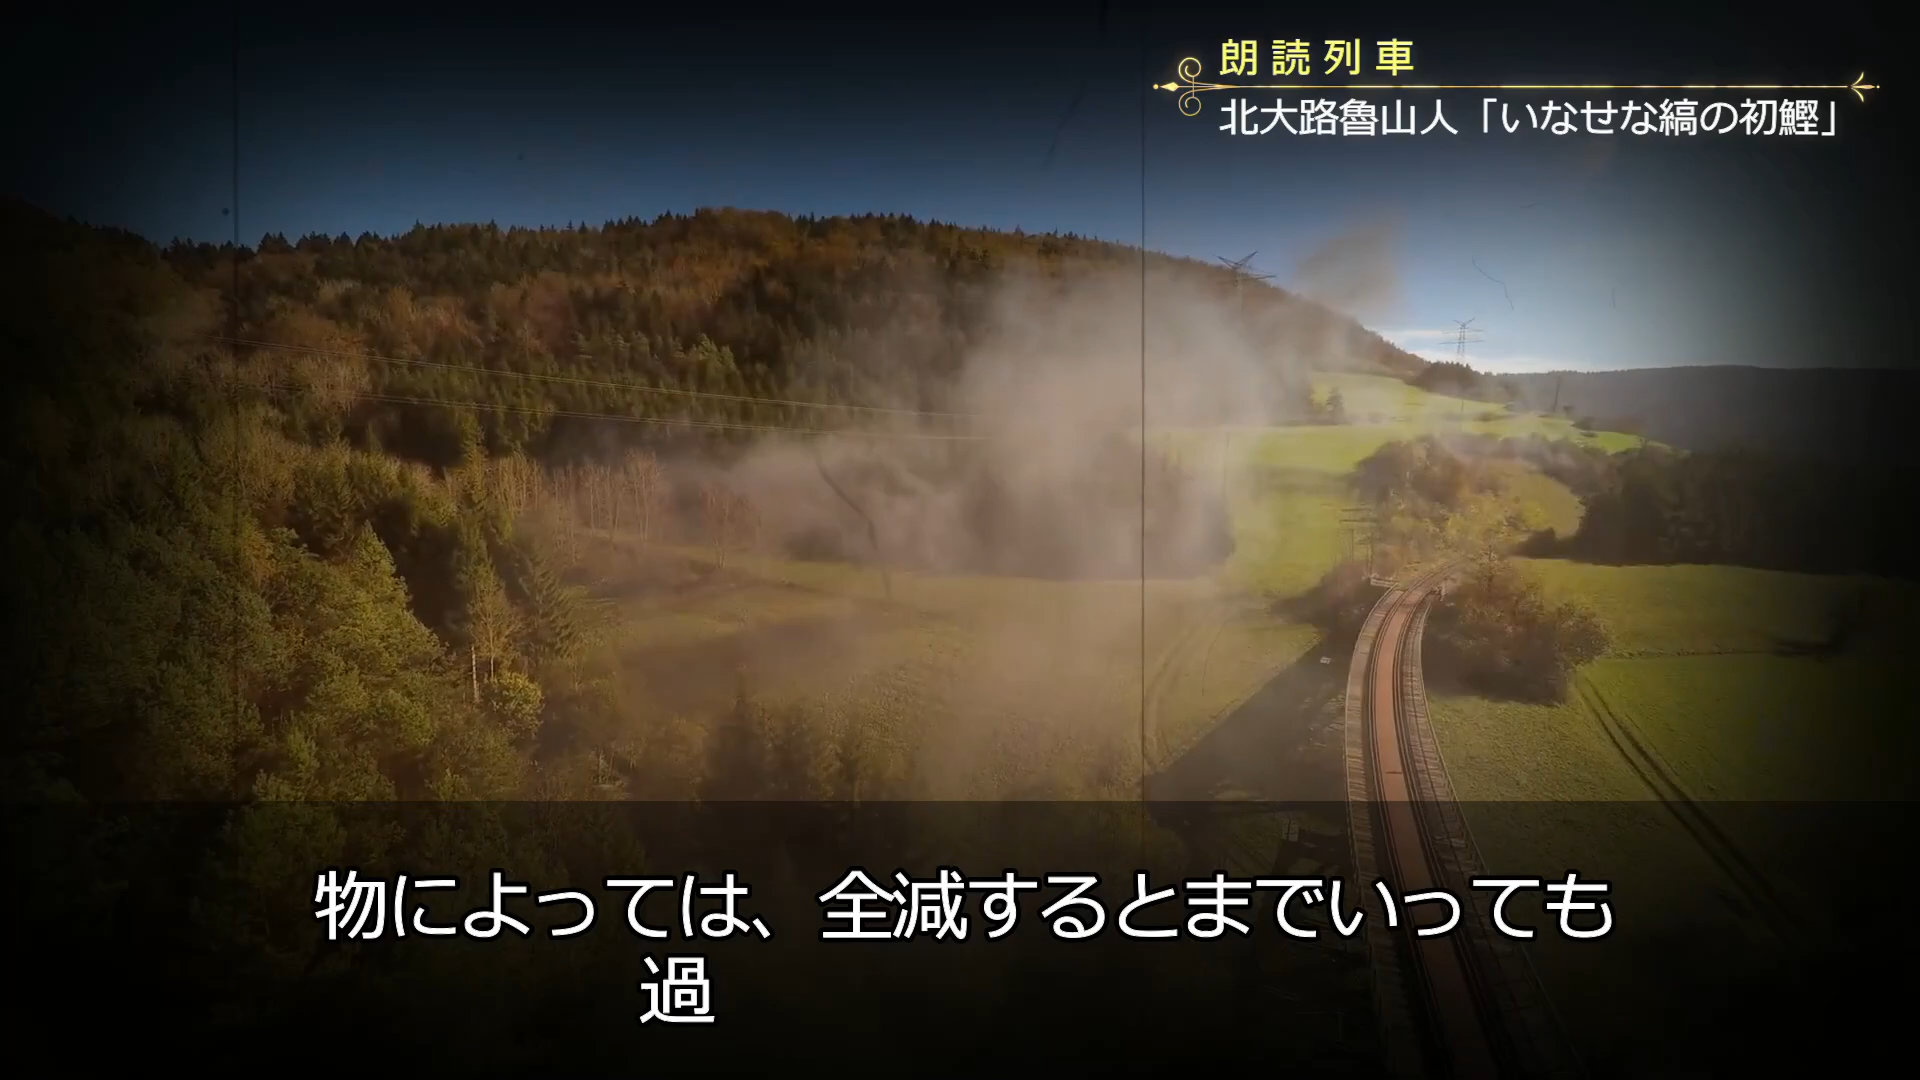 朗読列車
北大路魯山人「いなせな縞の初鰹」
物によっては、全減するとまでいっても
過